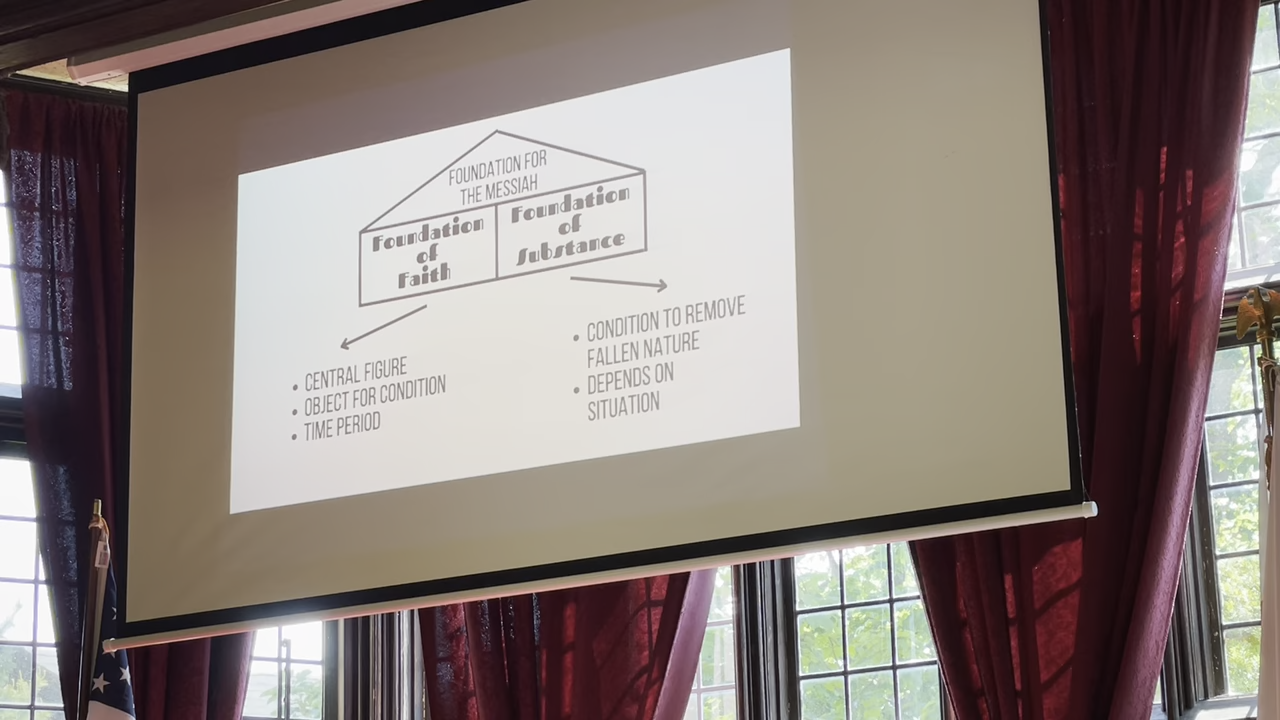 FOUNDATION FOR
THE MESSIAH
Foundation
of
Faith
Foundation
of
Substance
• CENTRAL FIGURE
• OBJECT FOR CONDITION
• TIME PERIOD
• CONDITION TO REMOVE
FALLEN NATURE
• DEPENDS ON
SITUATION